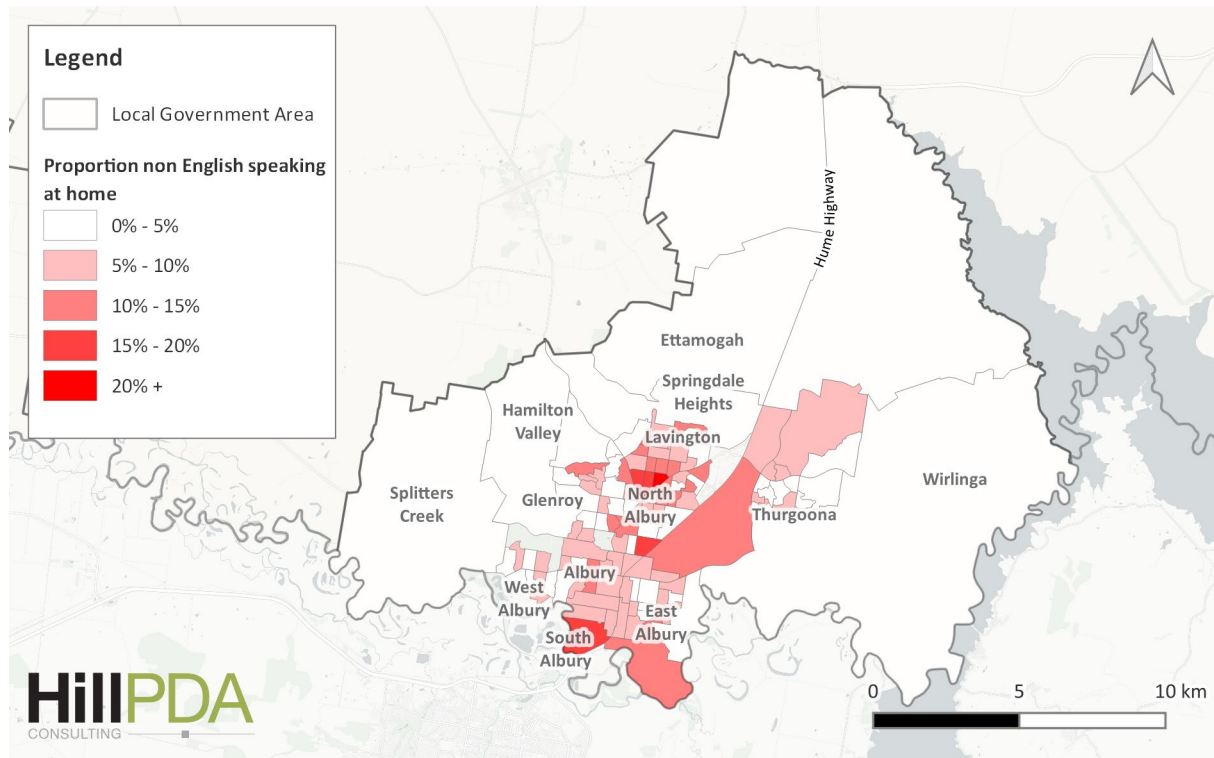 Legend
Local Government Area
Proportion non English speaking
at home
0% - 5%
5% - 10%
10% - 15%
15% - 20%
20% +
Hume Highway
Ettamogah
Springdale
Heights
Hamilton
Valley
Lavington
Splitters
Creek
Glenroy
North
Albury
Thurgoona
Wirlinga
West
Albury
Albury
East
Albury
South
Albury
HillPDA
CONSULTING
0 5 10 km